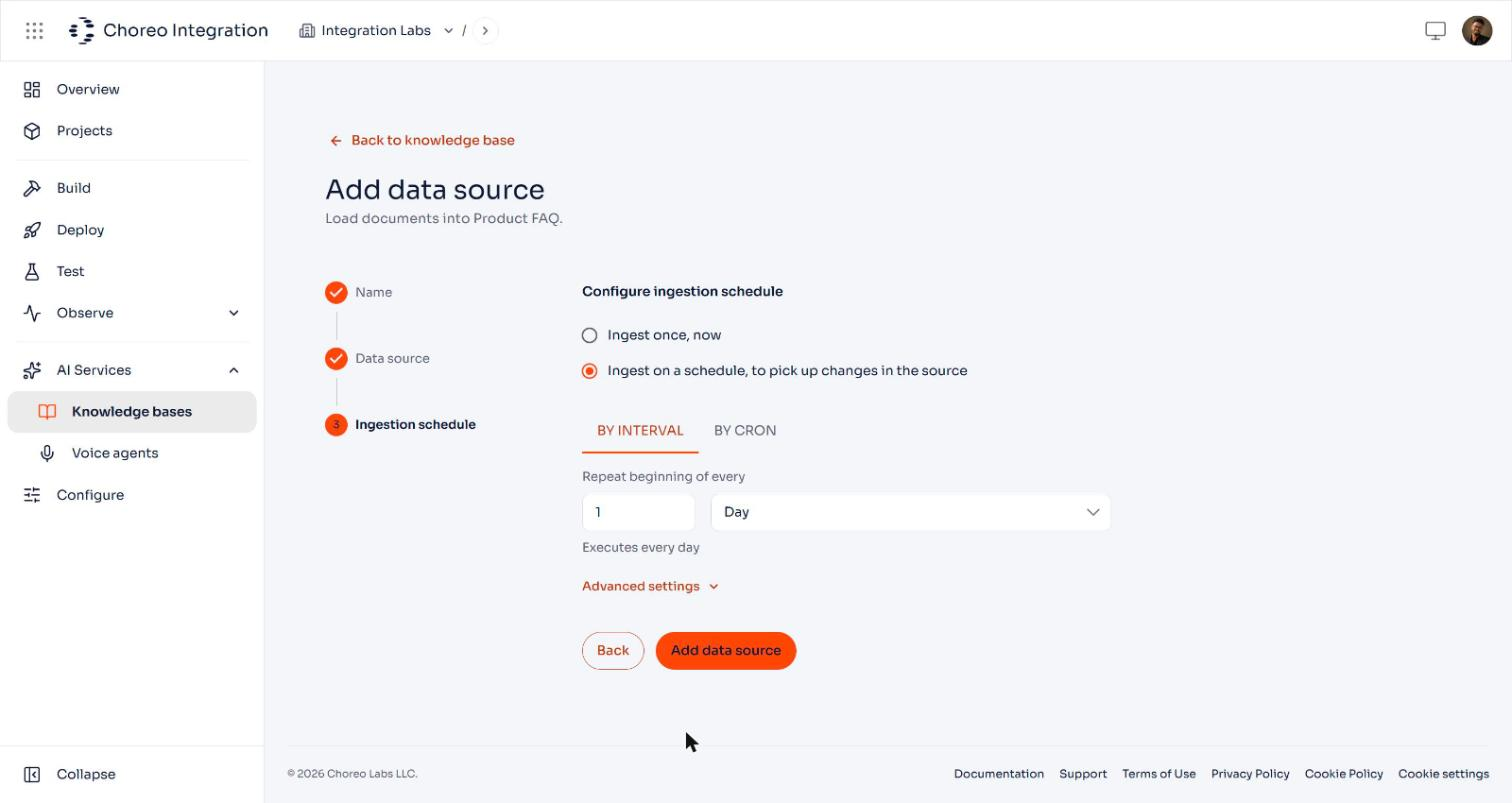 Choreo Integration
Integration Labs /
Overview
Projects
Build
Deploy
Test
Observe
AI Services
Knowledge bases
Voice agents
Configure
Collapse
Back to knowledge base
Add data source
Load documents into Product FAQ.
Name
Data source
3 Ingestion schedule
Configure ingestion schedule
Ingest once, now
Ingest on a schedule, to pick up changes in the source
BY INTERVAL BY CRON
Repeat beginning of every
1 Day
Executes every day
Advanced settings
Back Add data source
© 2026 Choreo Labs LLC. Documentation Support Terms of Use Privacy Policy Cookie Policy Cookie settings